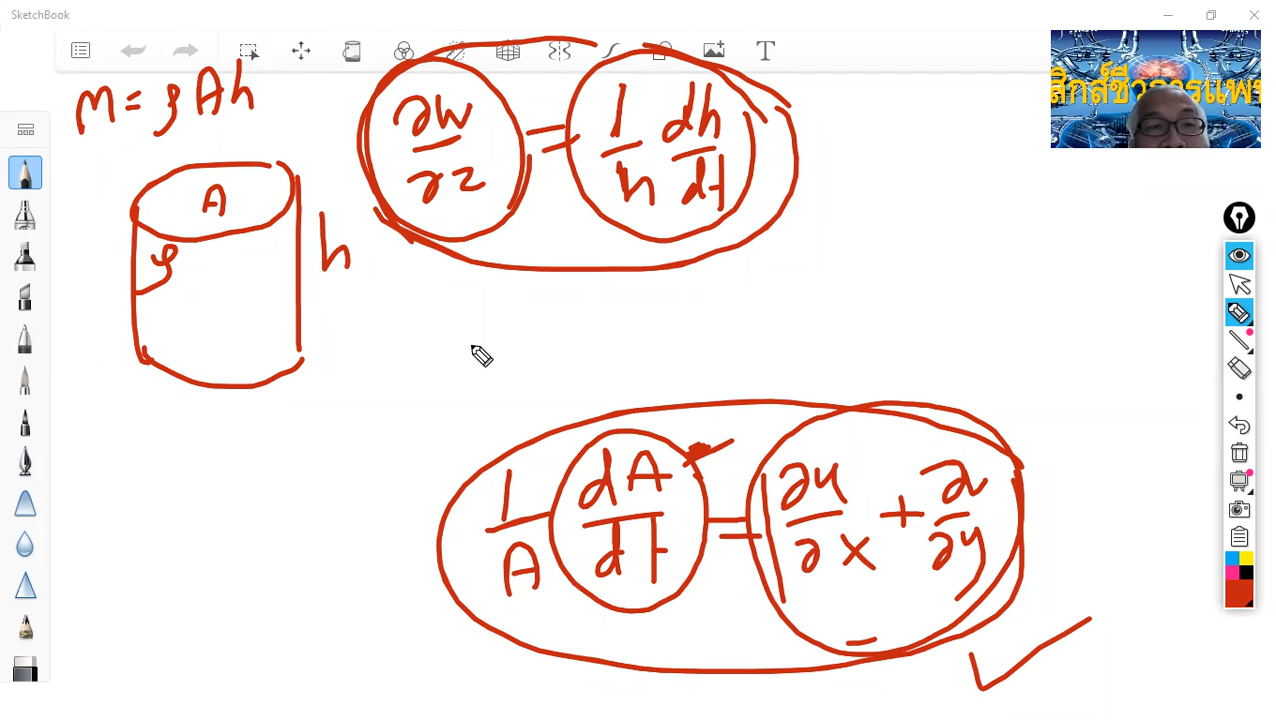 SketchBook
M = ρAh
∂w/∂z = 1/h dh/dt
A
ρ
h
1/A dA/dt = ∂u/∂x + ∂v/∂y